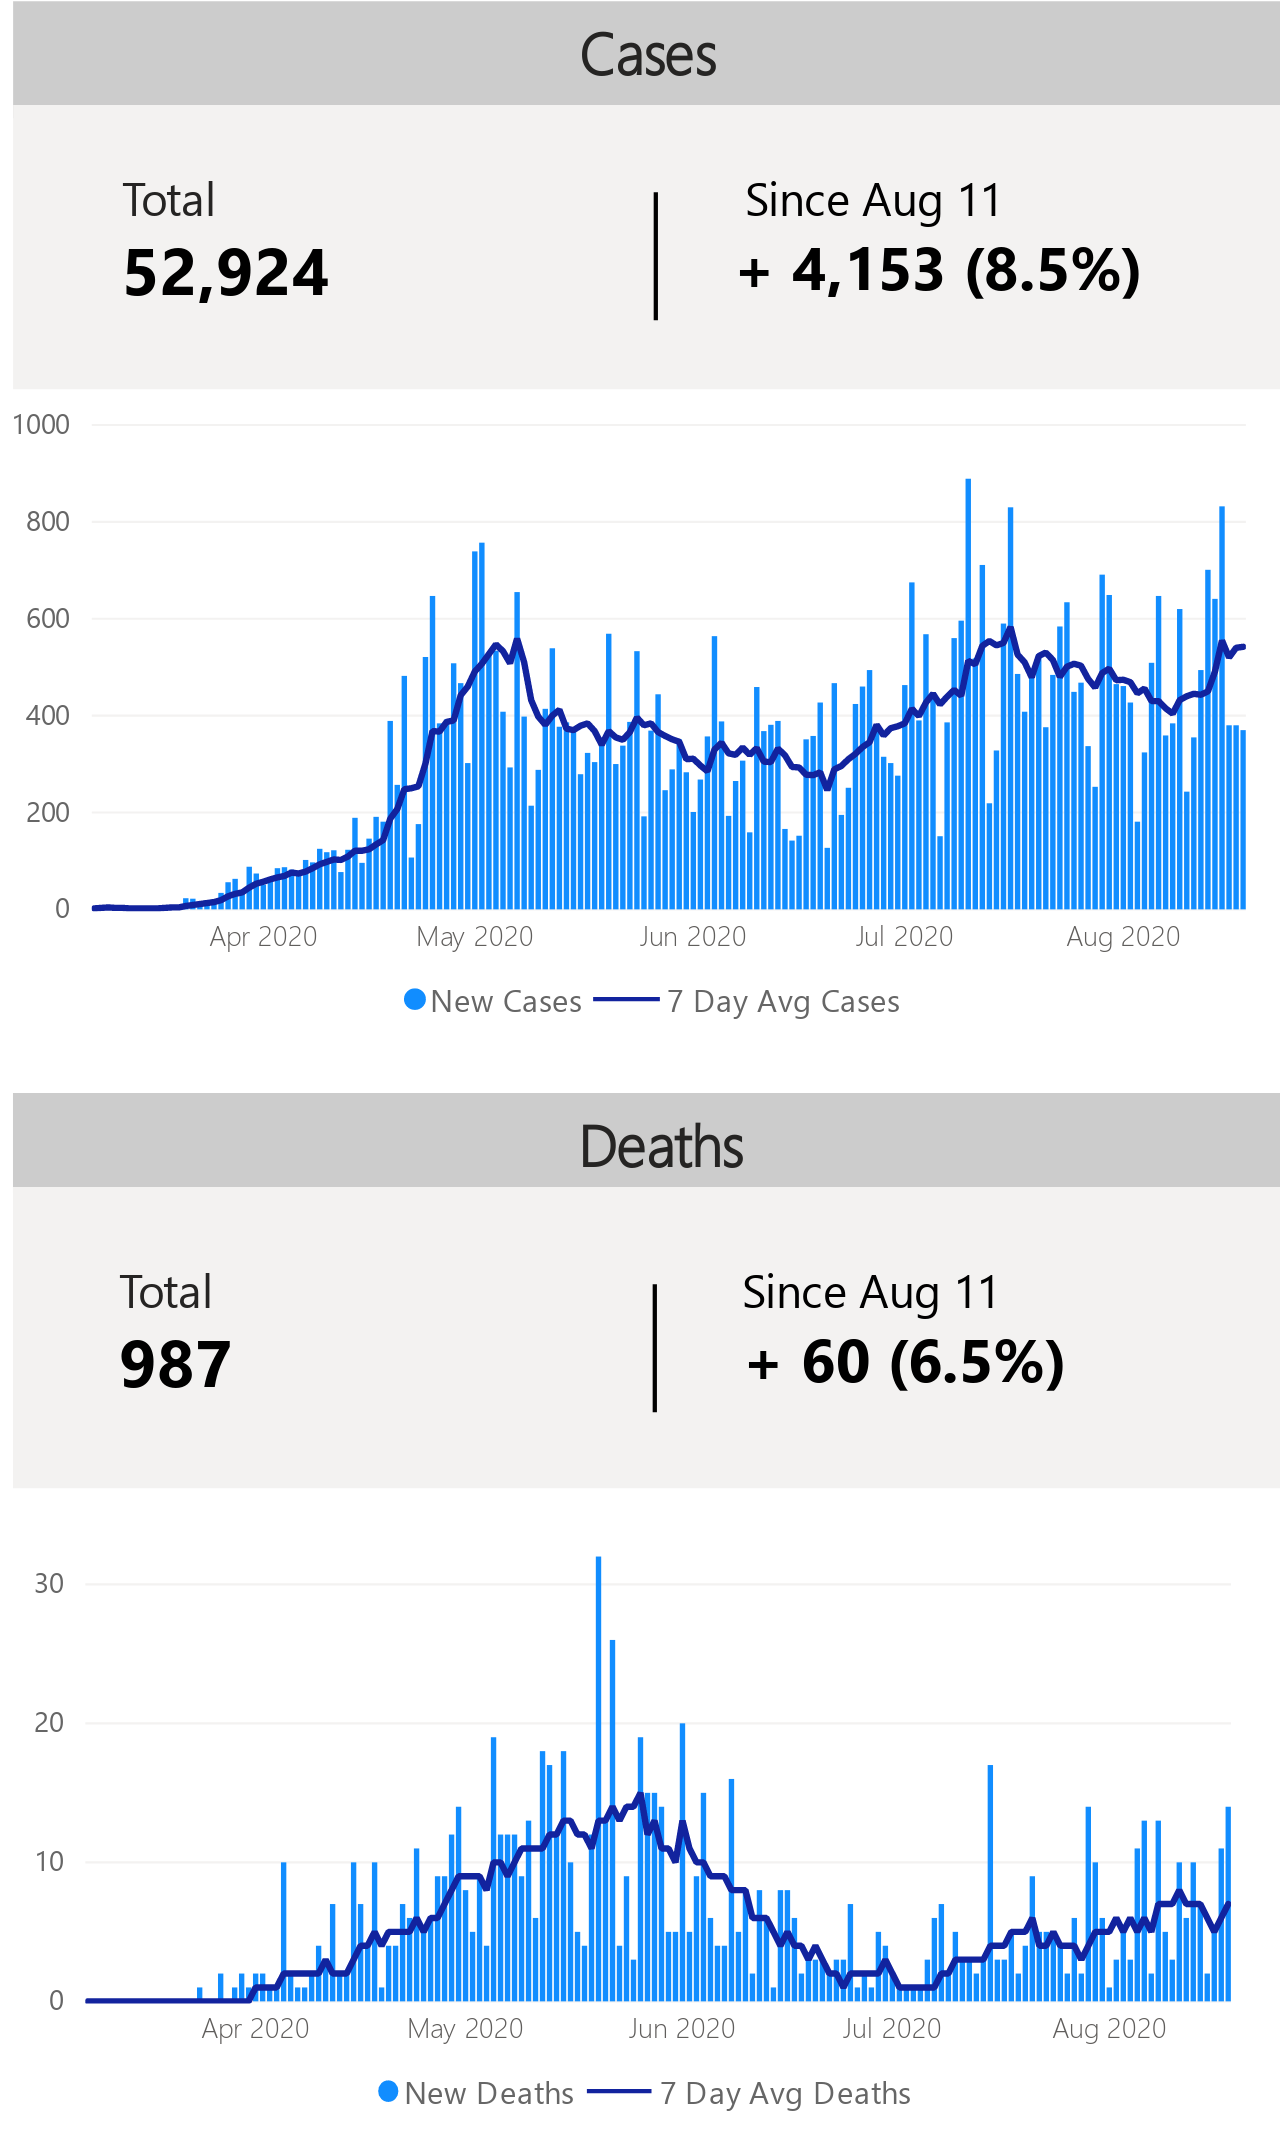 Cases
Total
Since Aug 11
52,924
+ 4,153 (8.5%)
1000
800
600
400
200
0
Apr 2020 May 2020 Jun 2020 Jul 2020 Aug 2020
New Cases 7 Day Avg Cases
Deaths
Total
Since Aug 11
987
+ 60 (6.5%)
30
20
10
0
Apr 2020 May 2020 Jun 2020 Jul 2020 Aug 2020
New Deaths 7 Day Avg Deaths